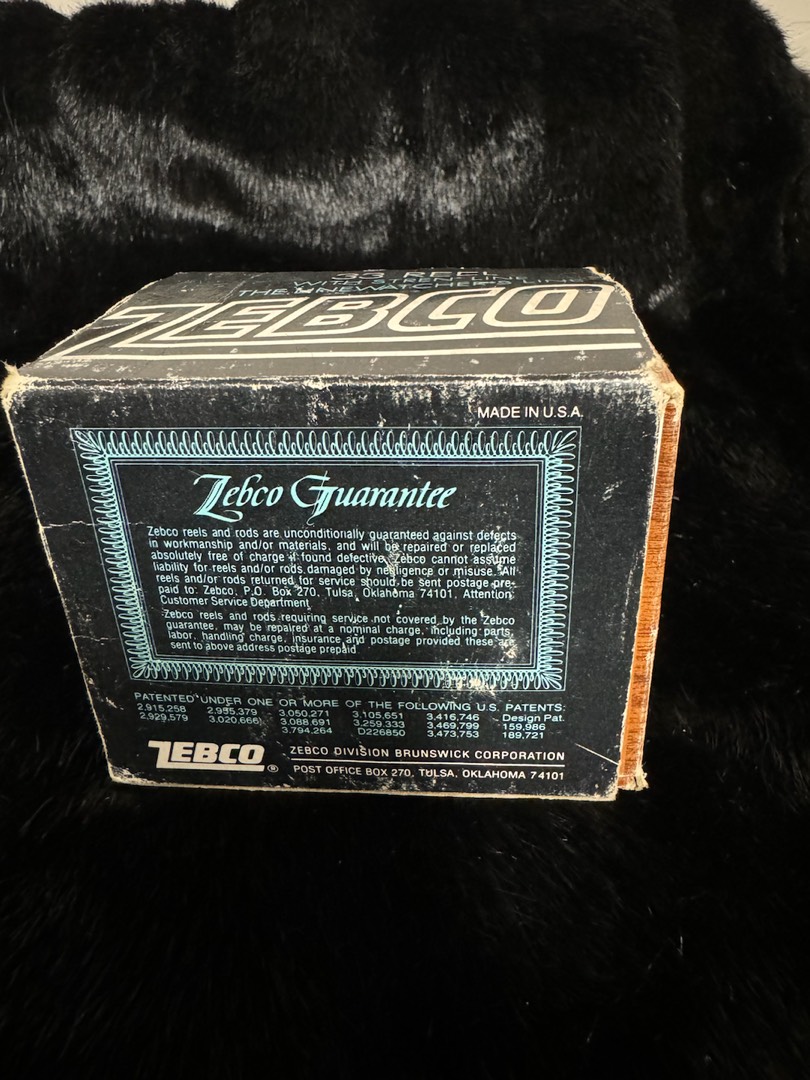 33 REEL
THE LINEWATCHER'S LINE
ZEBCO
MADE IN U.S.A.
Zebco Guarantee
Zebco reels and rods are unconditionally guaranteed against defects
in workmanship and/or materials, and will be repaired or replaced
absolutely free of charge if found defective. Zebco cannot assume
liability for reels and/or rods damaged by negligence or misuse. All
reels and/or rods returned for service should be sent postage pre-
paid to: Zebco, P.O. Box 270, Tulsa, Oklahoma 74101, Attention:
Customer Service Department.
Zebco reels and rods requiring service not covered by the Zebco
guarantee, may be repaired at a nominal charge, including parts,
labor, handling charge, insurance and postage provided these are
sent to above address postage prepaid.
PATENTED UNDER ONE OR MORE OF THE FOLLOWING U.S. PATENTS:
2,915,258 2,995,379 3,050,271 3,105,651 3,416,746 Design Pat.
2,929,579 3,020,666 3,088,691 3,259,333 3,469,799 159,986
3,794,264 D226850 3,473,753 189,721
ZEBCO ® ZEBCO DIVISION BRUNSWICK CORPORATION
POST OFFICE BOX 270, TULSA, OKLAHOMA 74101